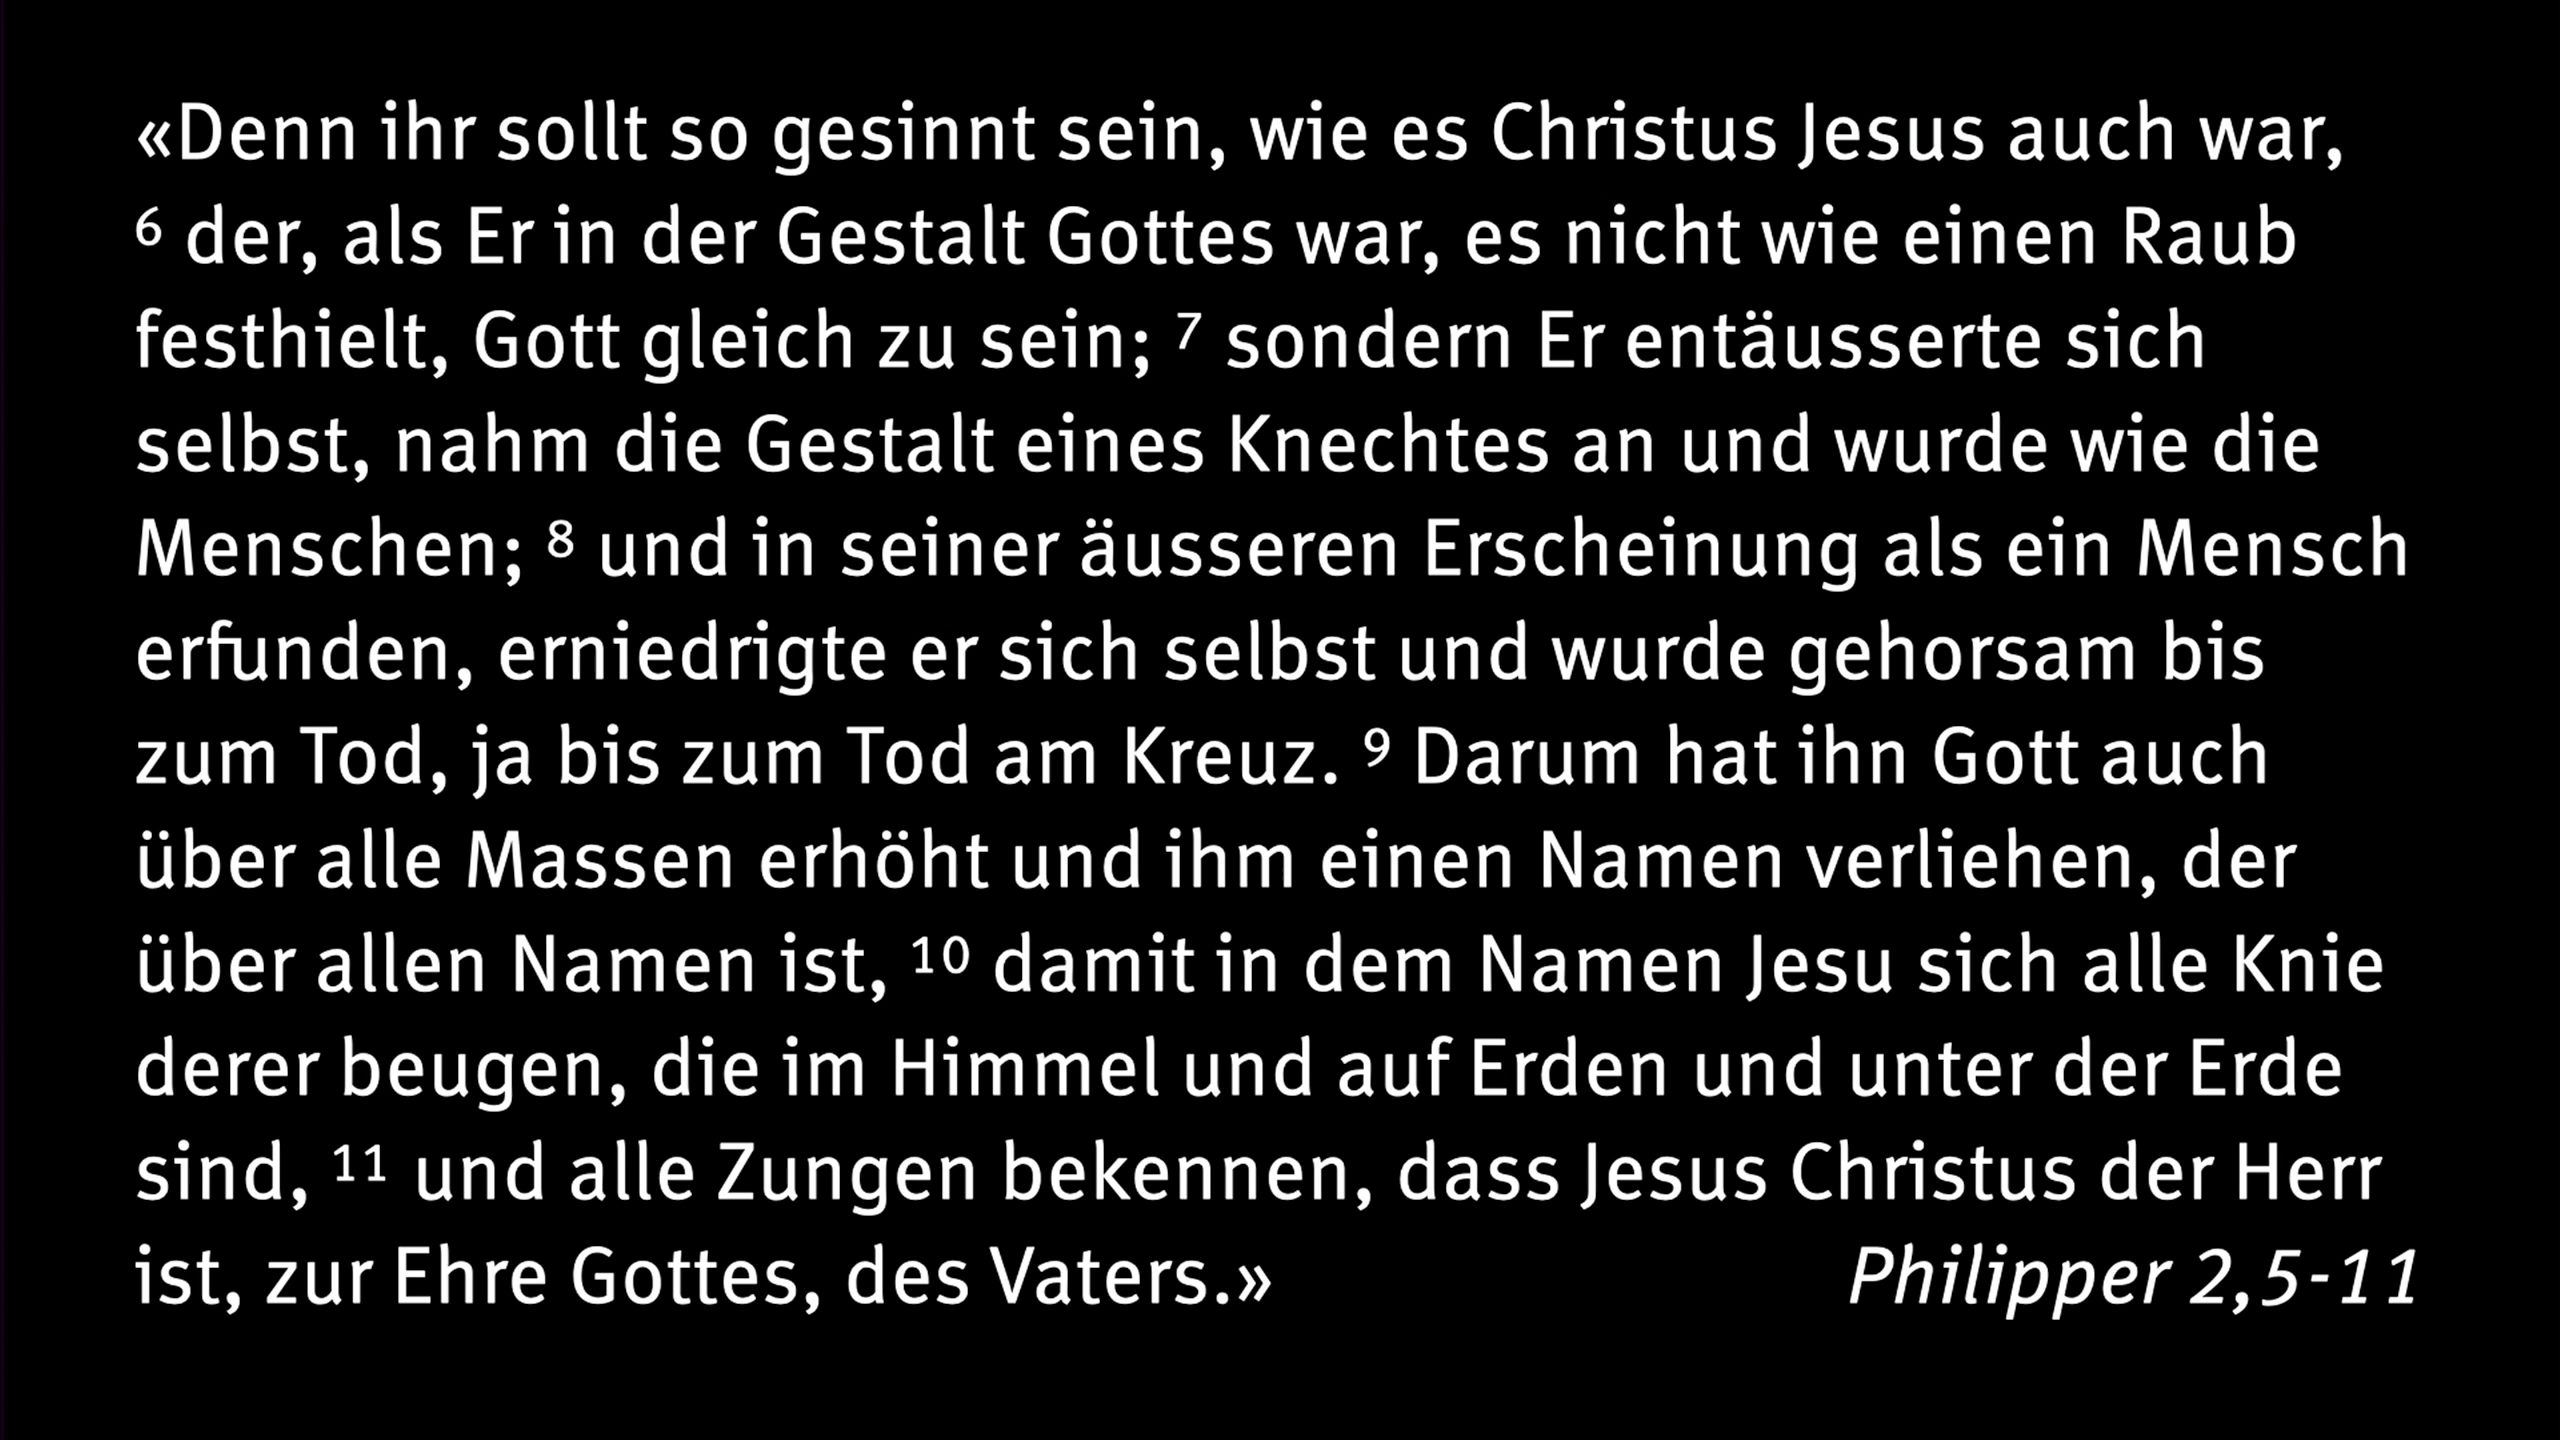 «Denn ihr sollt so gesinnt sein, wie es Christus Jesus auch war,
⁶ der, als Er in der Gestalt Gottes war, es nicht wie einen Raub
festhielt, Gott gleich zu sein; ⁷ sondern Er entäusserte sich
selbst, nahm die Gestalt eines Knechtes an und wurde wie die
Menschen; ⁸ und in seiner äusseren Erscheinung als ein Mensch
erfunden, erniedrigte er sich selbst und wurde gehorsam bis
zum Tod, ja bis zum Tod am Kreuz. ⁹ Darum hat ihn Gott auch
über alle Massen erhöht und ihm einen Namen verliehen, der
über allen Namen ist, ¹⁰ damit in dem Namen Jesu sich alle Knie
derer beugen, die im Himmel und auf Erden und unter der Erde
sind, ¹¹ und alle Zungen bekennen, dass Jesus Christus der Herr
ist, zur Ehre Gottes, des Vaters.» Philipper 2,5-11